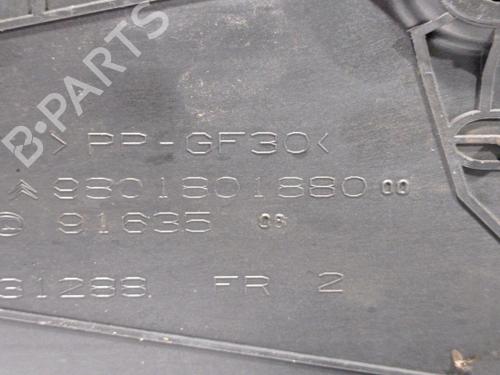 B-PARTS
>PP-GF30<
9801801880 00
91635 06
31288 FR 2